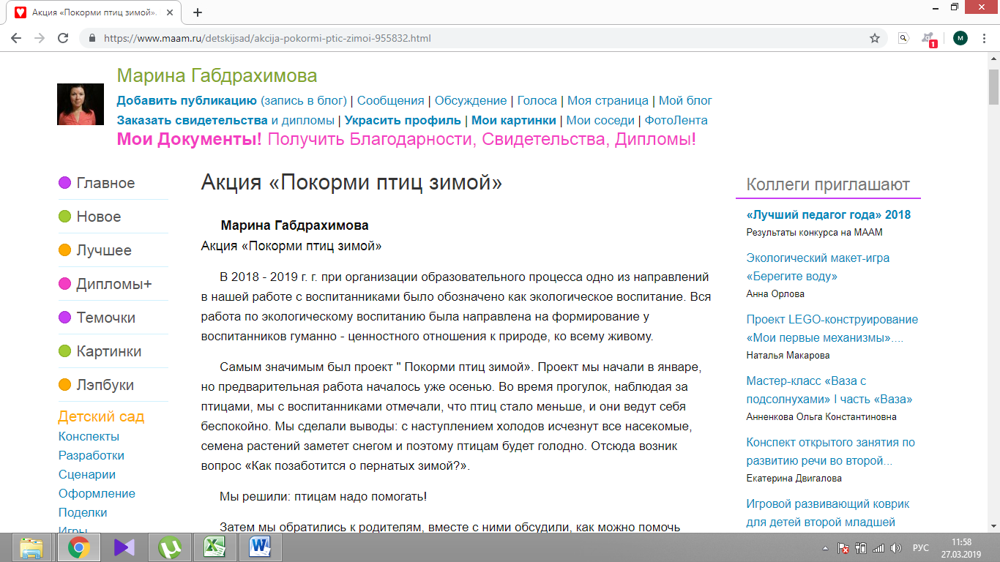 Акция «Покорми птиц зимой».
https://www.maam.ru/detskijsad/akcija-pokormi-ptic-zimoi-955832.html
1
М
Марина Габдрахимова
Добавить публикацию (запись в блог) | Сообщения | Обсуждение | Голоса | Моя страница | Мой блог
Заказать свидетельства и дипломы | Украсить профиль | Мои картинки | Мои соседи | ФотоЛента
Мои Документы! Получить Благодарности, Свидетельства, Дипломы!
Главное
Новое
Лучшее
Дипломы+
Темочки
Картинки
Лэпбуки
Детский сад
Конспекты
Разработки
Сценарии
Оформление
Поделки
Игры
Акция «Покорми птиц зимой»
Марина Габдрахимова
Акция «Покорми птиц зимой»
В 2018 - 2019 г. г. при организации образовательного процесса одно из направлений
в нашей работе с воспитанниками было обозначено как экологическое воспитание. Вся
работа по экологическому воспитанию была направлена на формирование у
воспитанников гуманно - ценностного отношения к природе, ко всему живому.
Самым значимым был проект " Покорми птиц зимой». Проект мы начали в январе,
но предварительная работа началось уже осенью. Во время прогулок, наблюдая за
птицами, мы с воспитанниками отмечали, что птиц стало меньше, и они ведут себя
беспокойно. Мы сделали выводы: с наступлением холодов исчезнут все насекомые,
семена растений заметет снегом и поэтому птицам будет голодно. Отсюда возник
вопрос «Как позаботится о пернатых зимой?».
Мы решили: птицам надо помогать!
Затем мы обратились к родителям, вместе с ними обсудили, как можно помочь
Коллеги приглашают
«Лучший педагог года» 2018
Результаты конкурса на МААМ
Экологический макет-игра
«Берегите воду»
Анна Орлова
Проект LEGO-конструирование
«Мои первые механизмы»....
Наталья Макарова
Мастер-класс «Ваза с
подсолнухами» I часть «Ваза»
Анненкова Ольга Константиновна
Конспект открытого занятия по
развитию речи во второй...
Екатерина Двигалова
Игровой развивающий коврик
для детей второй младшей
РУС
11:58
27.03.2019